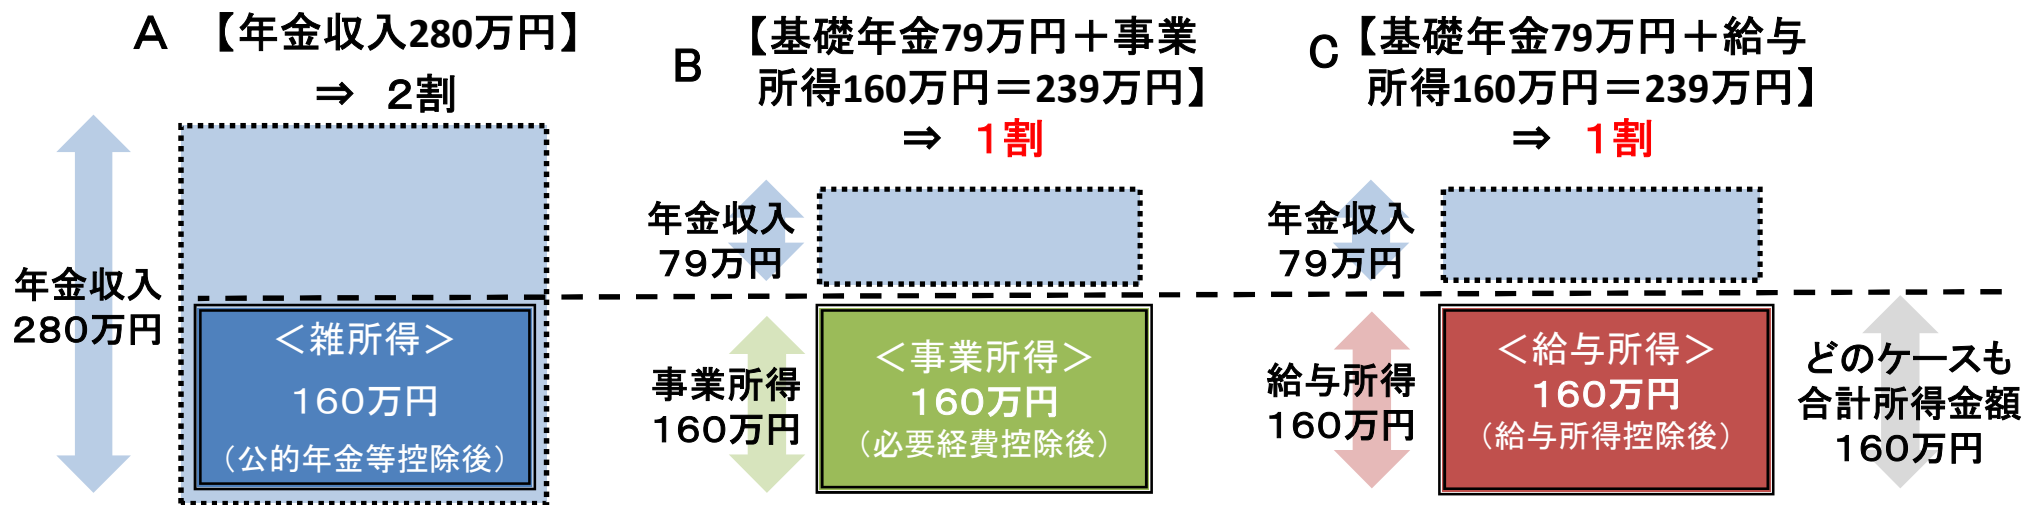 A 【年金収入280万円】
⇒ 2割
年金収入
280万円
＜雑所得＞
160万円
（公的年金等控除後）
B 【基礎年金79万円＋事業
所得160万円＝239万円】
⇒ 1割
年金収入
79万円
事業所得
160万円
＜事業所得＞
160万円
（必要経費控除後）
C 【基礎年金79万円＋給与
所得160万円＝239万円】
⇒ 1割
年金収入
79万円
給与所得
160万円
＜給与所得＞
160万円
（給与所得控除後）
どのケースも
合計所得金額
160万円